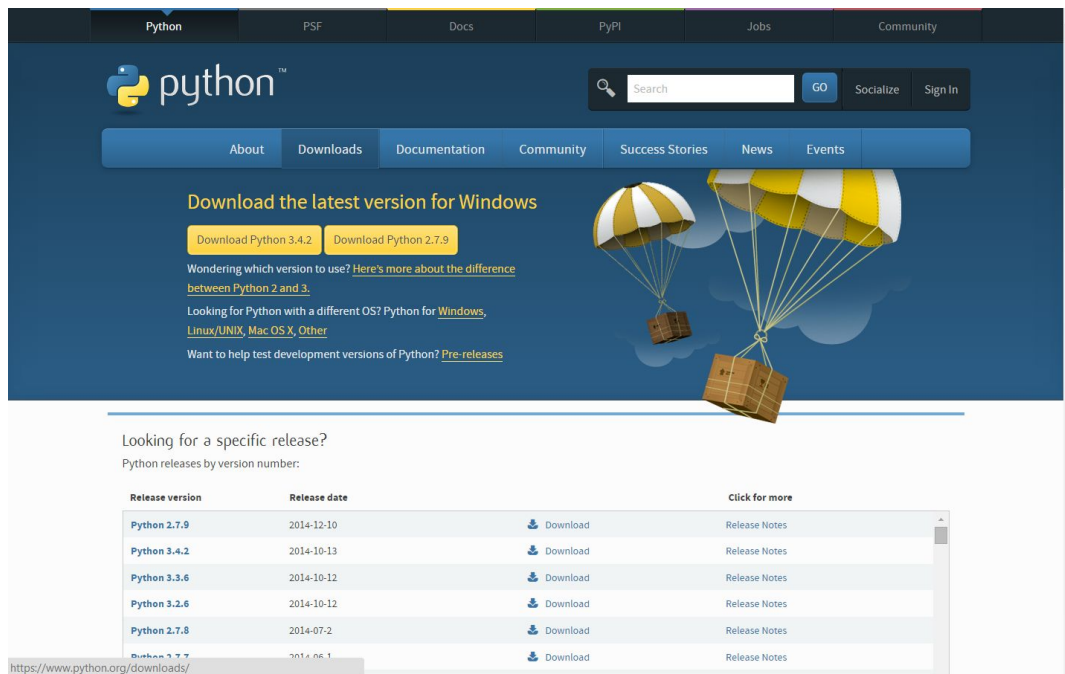 Python PSF Docs PyPI Jobs Community
python™
Search GO Socialize Sign In
About Downloads Documentation Community Success Stories News Events
Download the latest version for Windows
Download Python 3.4.2 Download Python 2.7.9
Wondering which version to use? Here's more about the difference
between Python 2 and 3.
Looking for Python with a different OS? Python for Windows,
Linux/UNIX, Mac OS X, Other
Want to help test development versions of Python? Pre-releases
Looking for a specific release?
Python releases by version number:
Release version Release date Click for more
Python 2.7.9 2014-12-10 Download Release Notes
Python 3.4.2 2014-10-13 Download Release Notes
Python 3.3.6 2014-10-12 Download Release Notes
Python 3.2.6 2014-10-12 Download Release Notes
Python 2.7.8 2014-07-2 Download Release Notes
Python 2.7.7 2014-06-1 Download Release Notes
https://www.python.org/downloads/